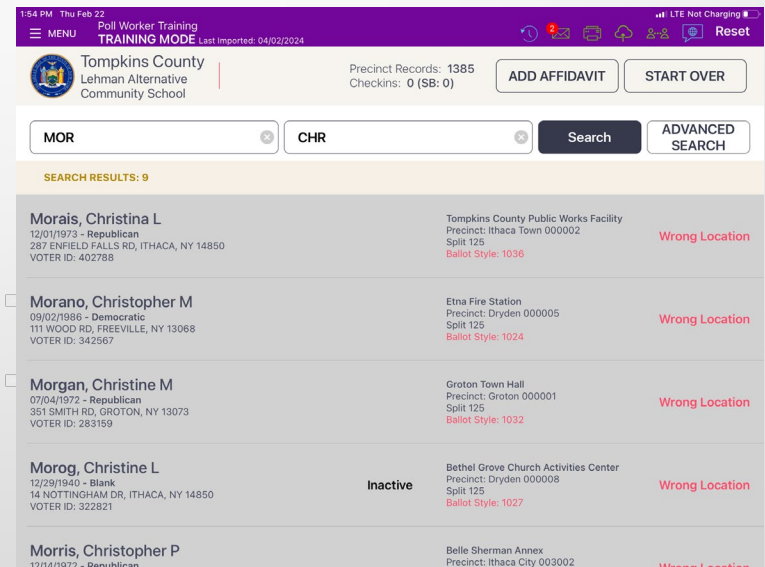 1:54 PM Thu Feb 22
LTE Not Charging
MENU
Poll Worker Training
TRAINING MODE Last Imported: 04/02/2024
2
Reset
Tompkins County
Lehman Alternative
Community School
Precinct Records: 1385
Checkins: 0 (SB: 0)
ADD AFFIDAVIT
START OVER
MOR
CHR
Search
ADVANCED
SEARCH
SEARCH RESULTS: 9
Morais, Christina L
12/01/1973 - Republican
287 ENFIELD FALLS RD, ITHACA, NY 14850
VOTER ID: 402788
Tompkins County Public Works Facility
Precinct: Ithaca Town 000002
Split 125
Ballot Style: 1036
Wrong Location
Morano, Christopher M
09/02/1986 - Democratic
111 WOOD RD, FREEVILLE, NY 13068
VOTER ID: 342567
Etna Fire Station
Precinct: Dryden 000005
Split 125
Ballot Style: 1024
Wrong Location
Morgan, Christine M
07/04/1972 - Republican
351 SMITH RD, GROTON, NY 13073
VOTER ID: 283159
Groton Town Hall
Precinct: Groton 000001
Split 125
Ballot Style: 1032
Wrong Location
Morog, Christine L
12/29/1940 - Blank
14 NOTTINGHAM DR, ITHACA, NY 14850
VOTER ID: 322821
Inactive
Bethel Grove Church Activities Center
Precinct: Dryden 000008
Split 125
Ballot Style: 1027
Wrong Location
Morris, Christopher P
12/14/1972 - Republican
Belle Sherman Annex
Precinct: Ithaca City 003002
Wrong Location